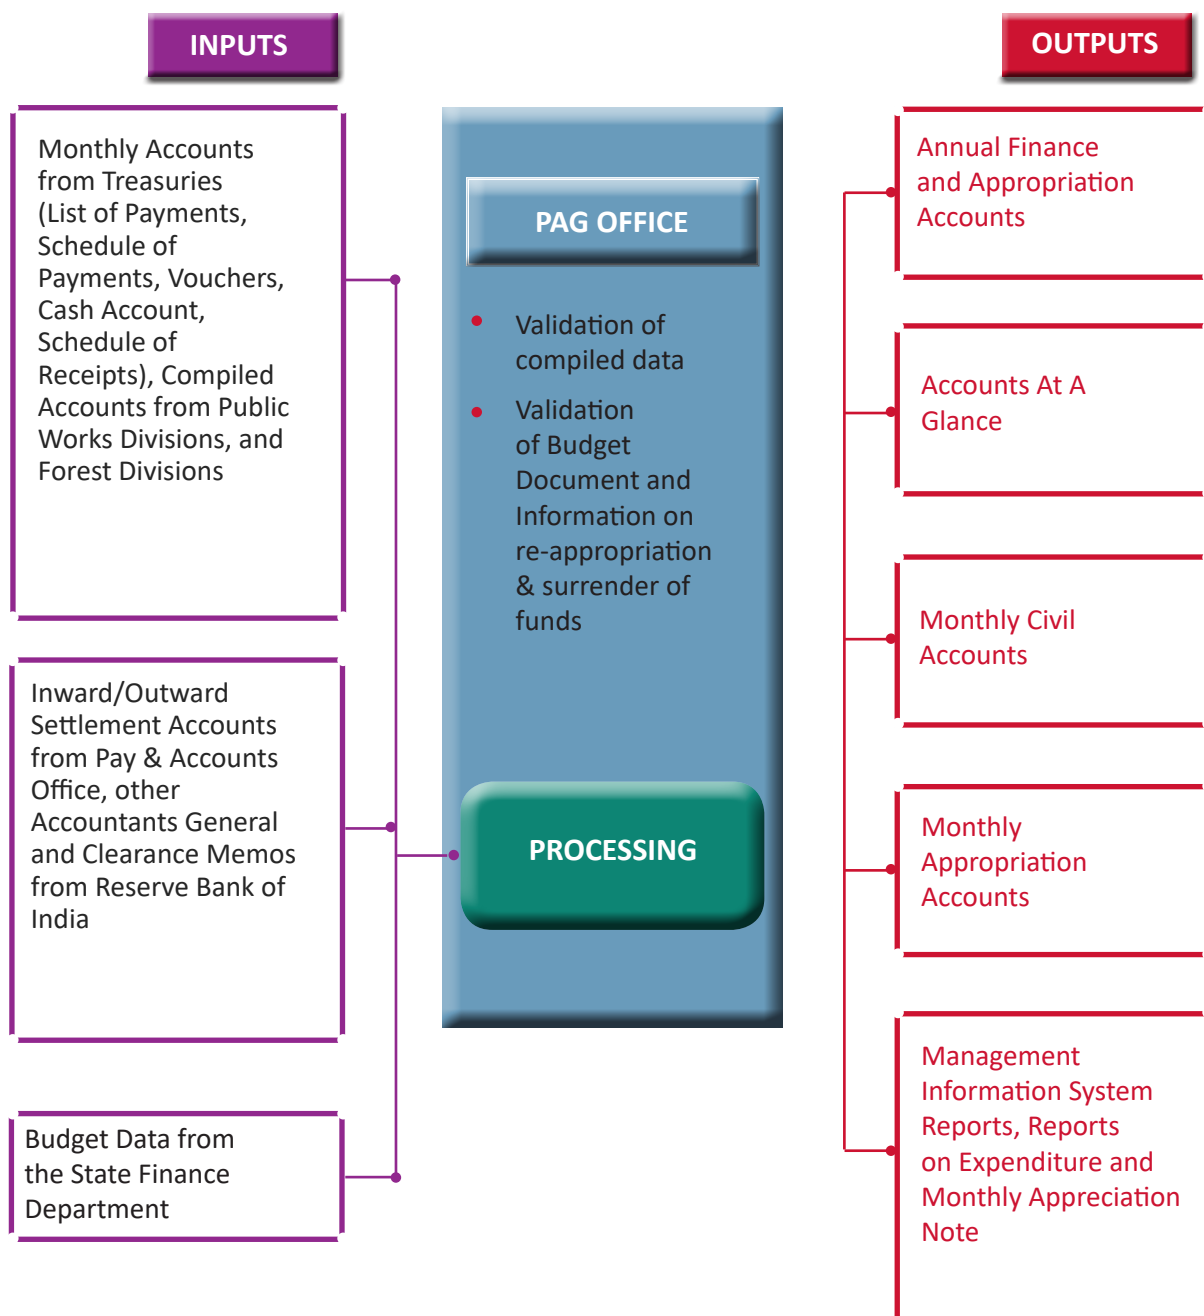 INPUTS
Monthly Accounts
from Treasuries
(List of Payments,
Schedule of
Payments, Vouchers,
Cash Account,
Schedule of
Receipts), Compiled
Accounts from Public
Works Divisions, and
Forest Divisions
Inward/Outward
Settlement Accounts
from Pay & Accounts
Office, other
Accountants General
and Clearance Memos
from Reserve Bank of
India
Budget Data from
the State Finance
Department
PAG OFFICE
• Validation of
compiled data
• Validation
of Budget
Document and
Information on
re-appropriation
& surrender of
funds
PROCESSING
OUTPUTS
Annual Finance
and Appropriation
Accounts
Accounts At A
Glance
Monthly Civil
Accounts
Monthly
Appropriation
Accounts
Management
Information System
Reports, Reports
on Expenditure and
Monthly Appreciation
Note